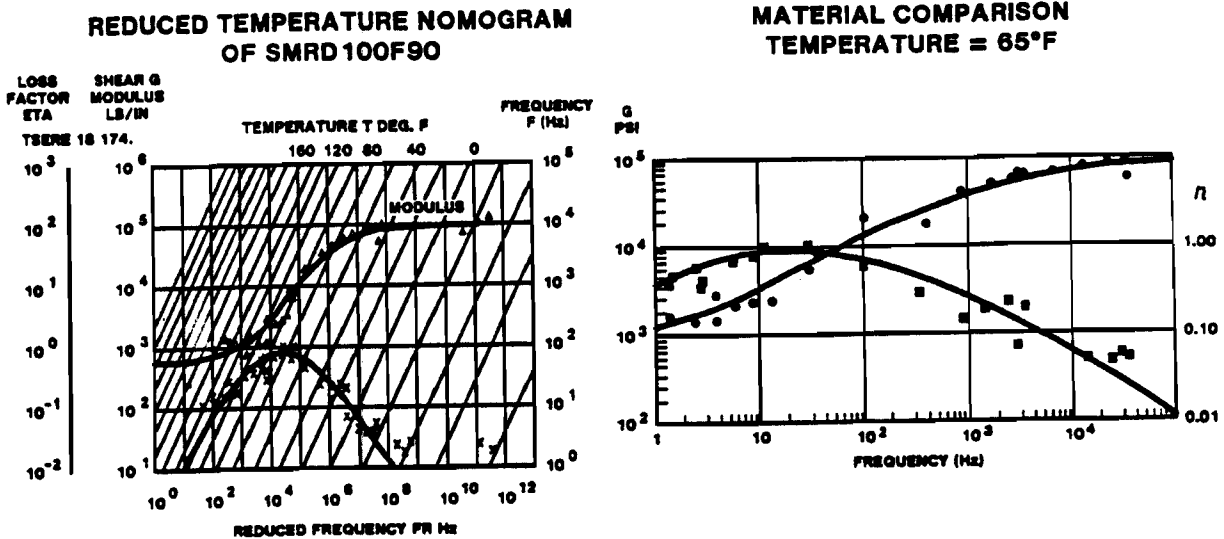 REDUCED TEMPERATURE NOMOGRAM
OF SMRD100F90
LOSS
FACTOR
ETA
SHEAR G
MODULUS
LS/IN
TSERE 18 174.
TEMPERATURE T DEG. F
160 120 80 40 0
FREQUENCY
F (Hz)
10^3
10^2
10^1
10^0
10^-1
10^-2
10^6
10^5
10^4
10^3
10^2
10^1
MODULUS
10^5
10^4
10^3
10^2
10^1
10^0
10^0 10^2 10^4 10^6 10^8 10^10 10^12
REDUCED FREQUENCY FR Hz
MATERIAL COMPARISON
TEMPERATURE = 65°F
G
PSI
10^5
10^4
10^3
10^2
1 10 10^2 10^3 10^4
FREQUENCY (Hz)
1.00
0.10
0.01